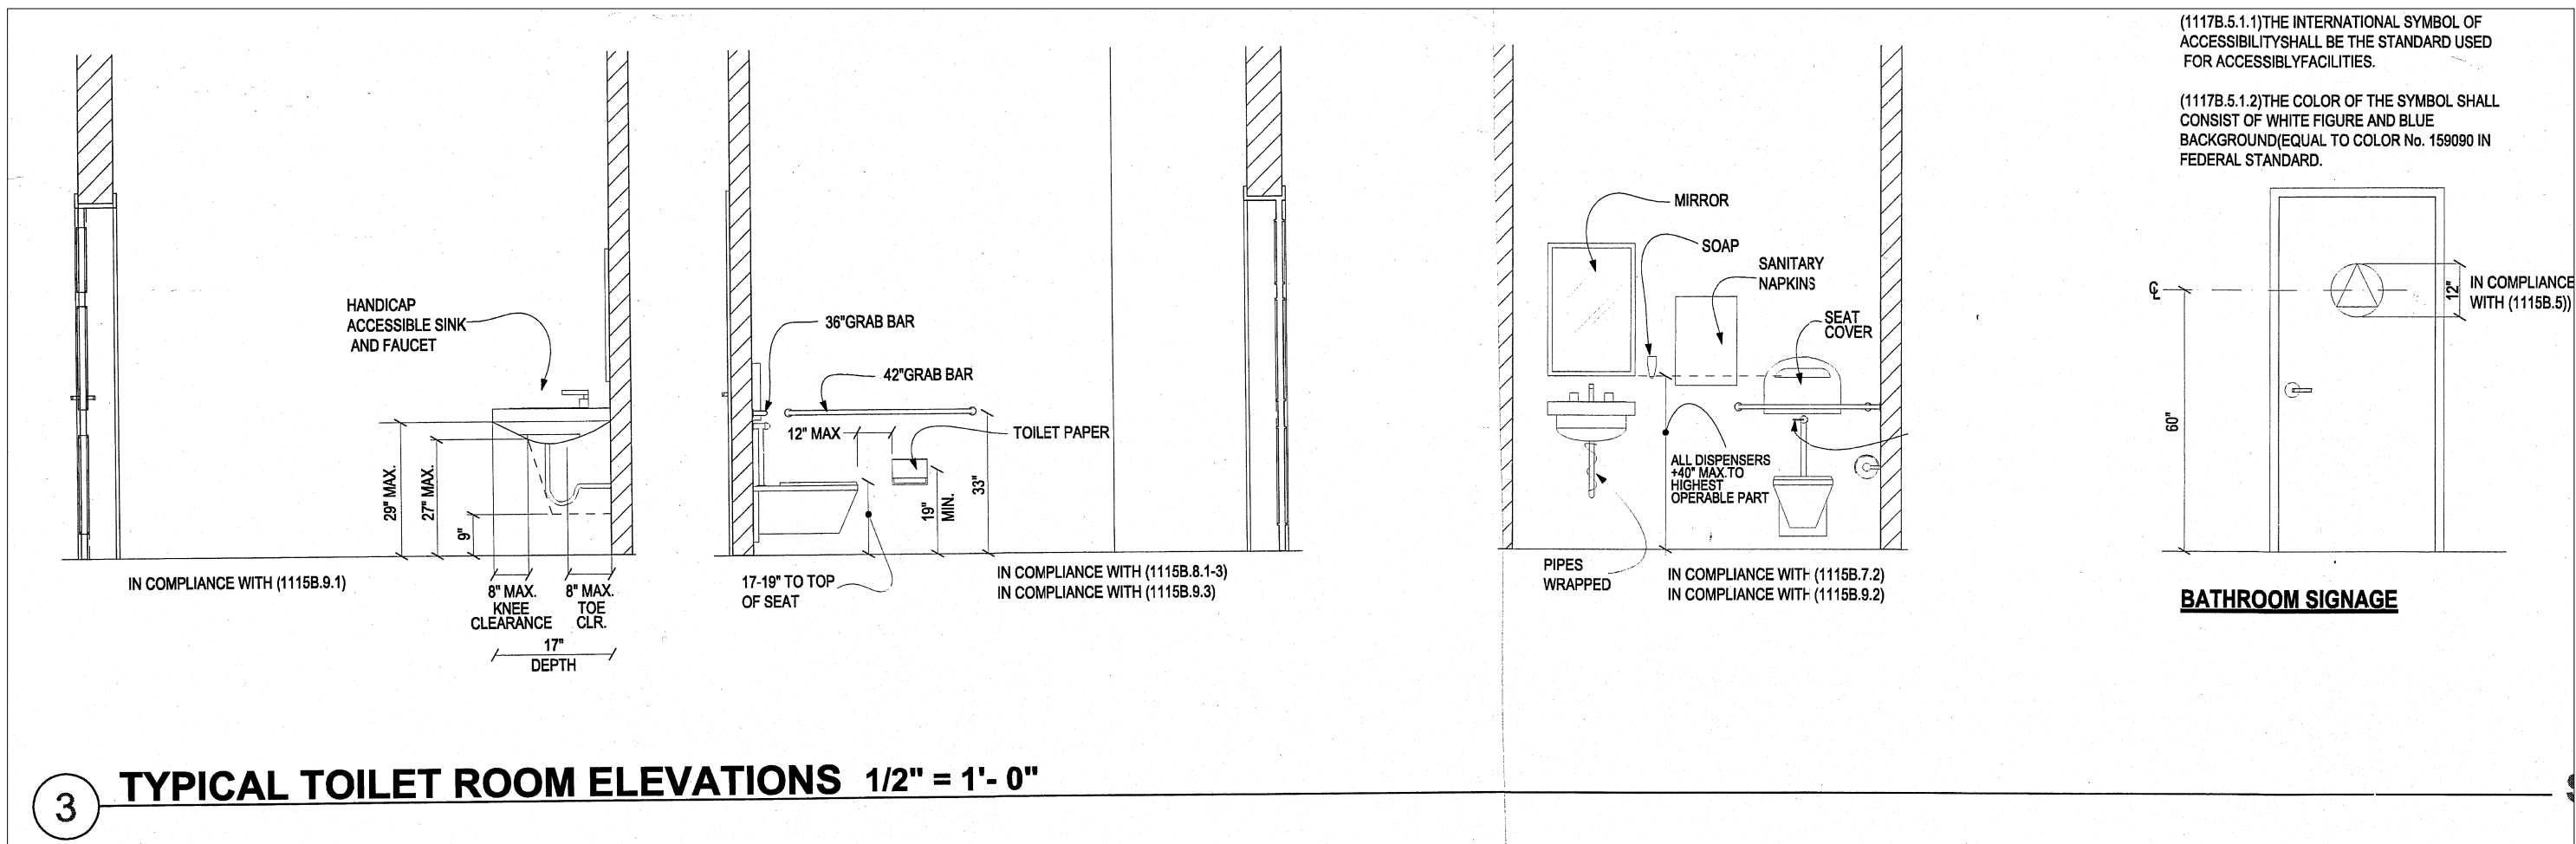 (1117B.5.1.1)THE INTERNATIONAL SYMBOL OF
ACCESSIBILITYSHALL BE THE STANDARD USED
FOR ACCESSIBLYFACILITIES.
(1117B.5.1.2)THE COLOR OF THE SYMBOL SHALL
CONSIST OF WHITE FIGURE AND BLUE
BACKGROUND(EQUAL TO COLOR No. 159090 IN
FEDERAL STANDARD.
HANDICAP
ACCESSIBLE SINK
AND FAUCET
29" MAX.
27" MAX.
9"
IN COMPLIANCE WITH (1115B.9.1)
8" MAX.
KNEE
CLEARANCE
8" MAX.
TOE
CLR.
17"
DEPTH
36"GRAB BAR
42"GRAB BAR
12" MAX
TOILET PAPER
19"
MIN.
33"
17-19" TO TOP
OF SEAT
IN COMPLIANCE WITH (1115B.8.1-3)
IN COMPLIANCE WITH (1115B.9.3)
MIRROR
SOAP
SANITARY
NAPKINS
SEAT
COVER
ALL DISPENSERS
+40" MAX.TO
HIGHEST
OPERABLE PART
PIPES
WRAPPED
IN COMPLIANCE WITH (1115B.7.2)
IN COMPLIANCE WITH (1115B.9.2)
℄
12"
IN COMPLIANCE
WITH (1115B.5))
60"
BATHROOM SIGNAGE
3
TYPICAL TOILET ROOM ELEVATIONS 1/2" = 1'- 0"